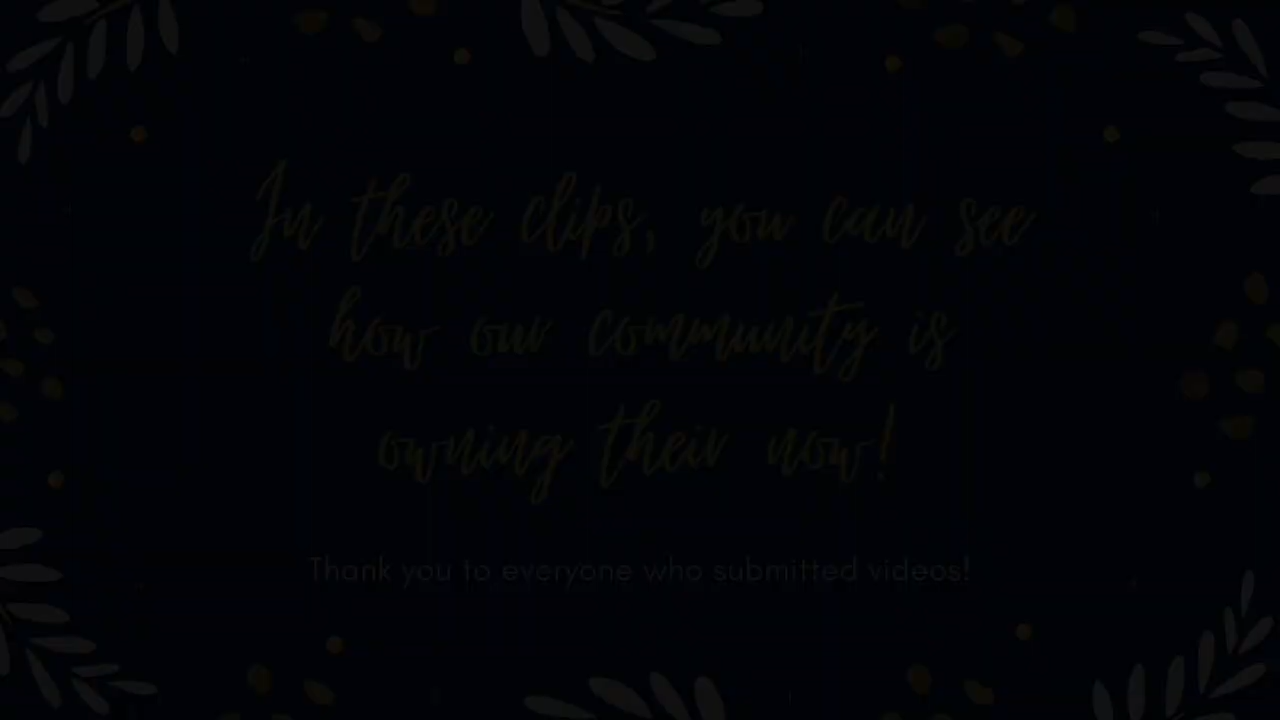 In these clips, you can see
how our community is
owning their now!
Thank you to everyone who submitted videos!